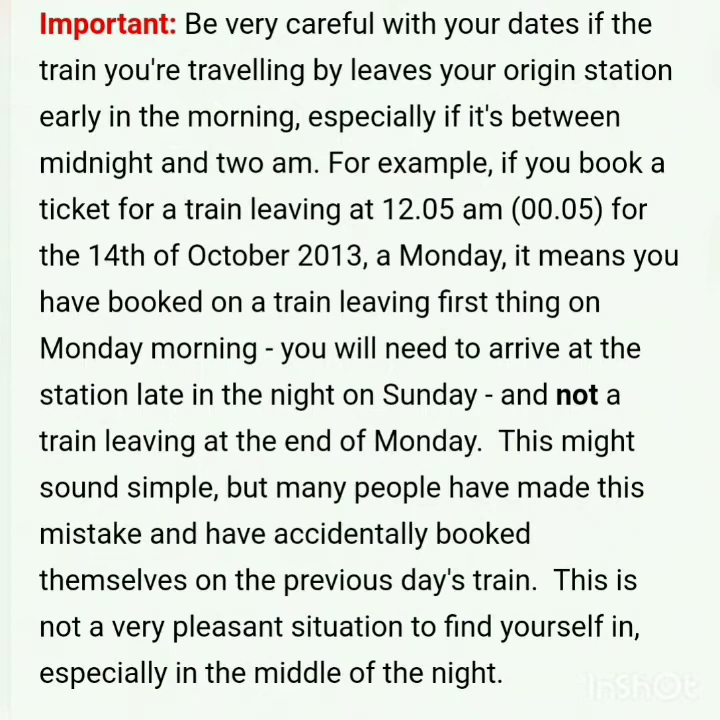 Important: Be very careful with your dates if the
train you're travelling by leaves your origin station
early in the morning, especially if it's between
midnight and two am. For example, if you book a
ticket for a train leaving at 12.05 am (00.05) for
the 14th of October 2013, a Monday, it means you
have booked on a train leaving first thing on
Monday morning - you will need to arrive at the
station late in the night on Sunday - and not a
train leaving at the end of Monday.  This might
sound simple, but many people have made this
mistake and have accidentally booked
themselves on the previous day's train.  This is
not a very pleasant situation to find yourself in,
especially in the middle of the night.
InShOt